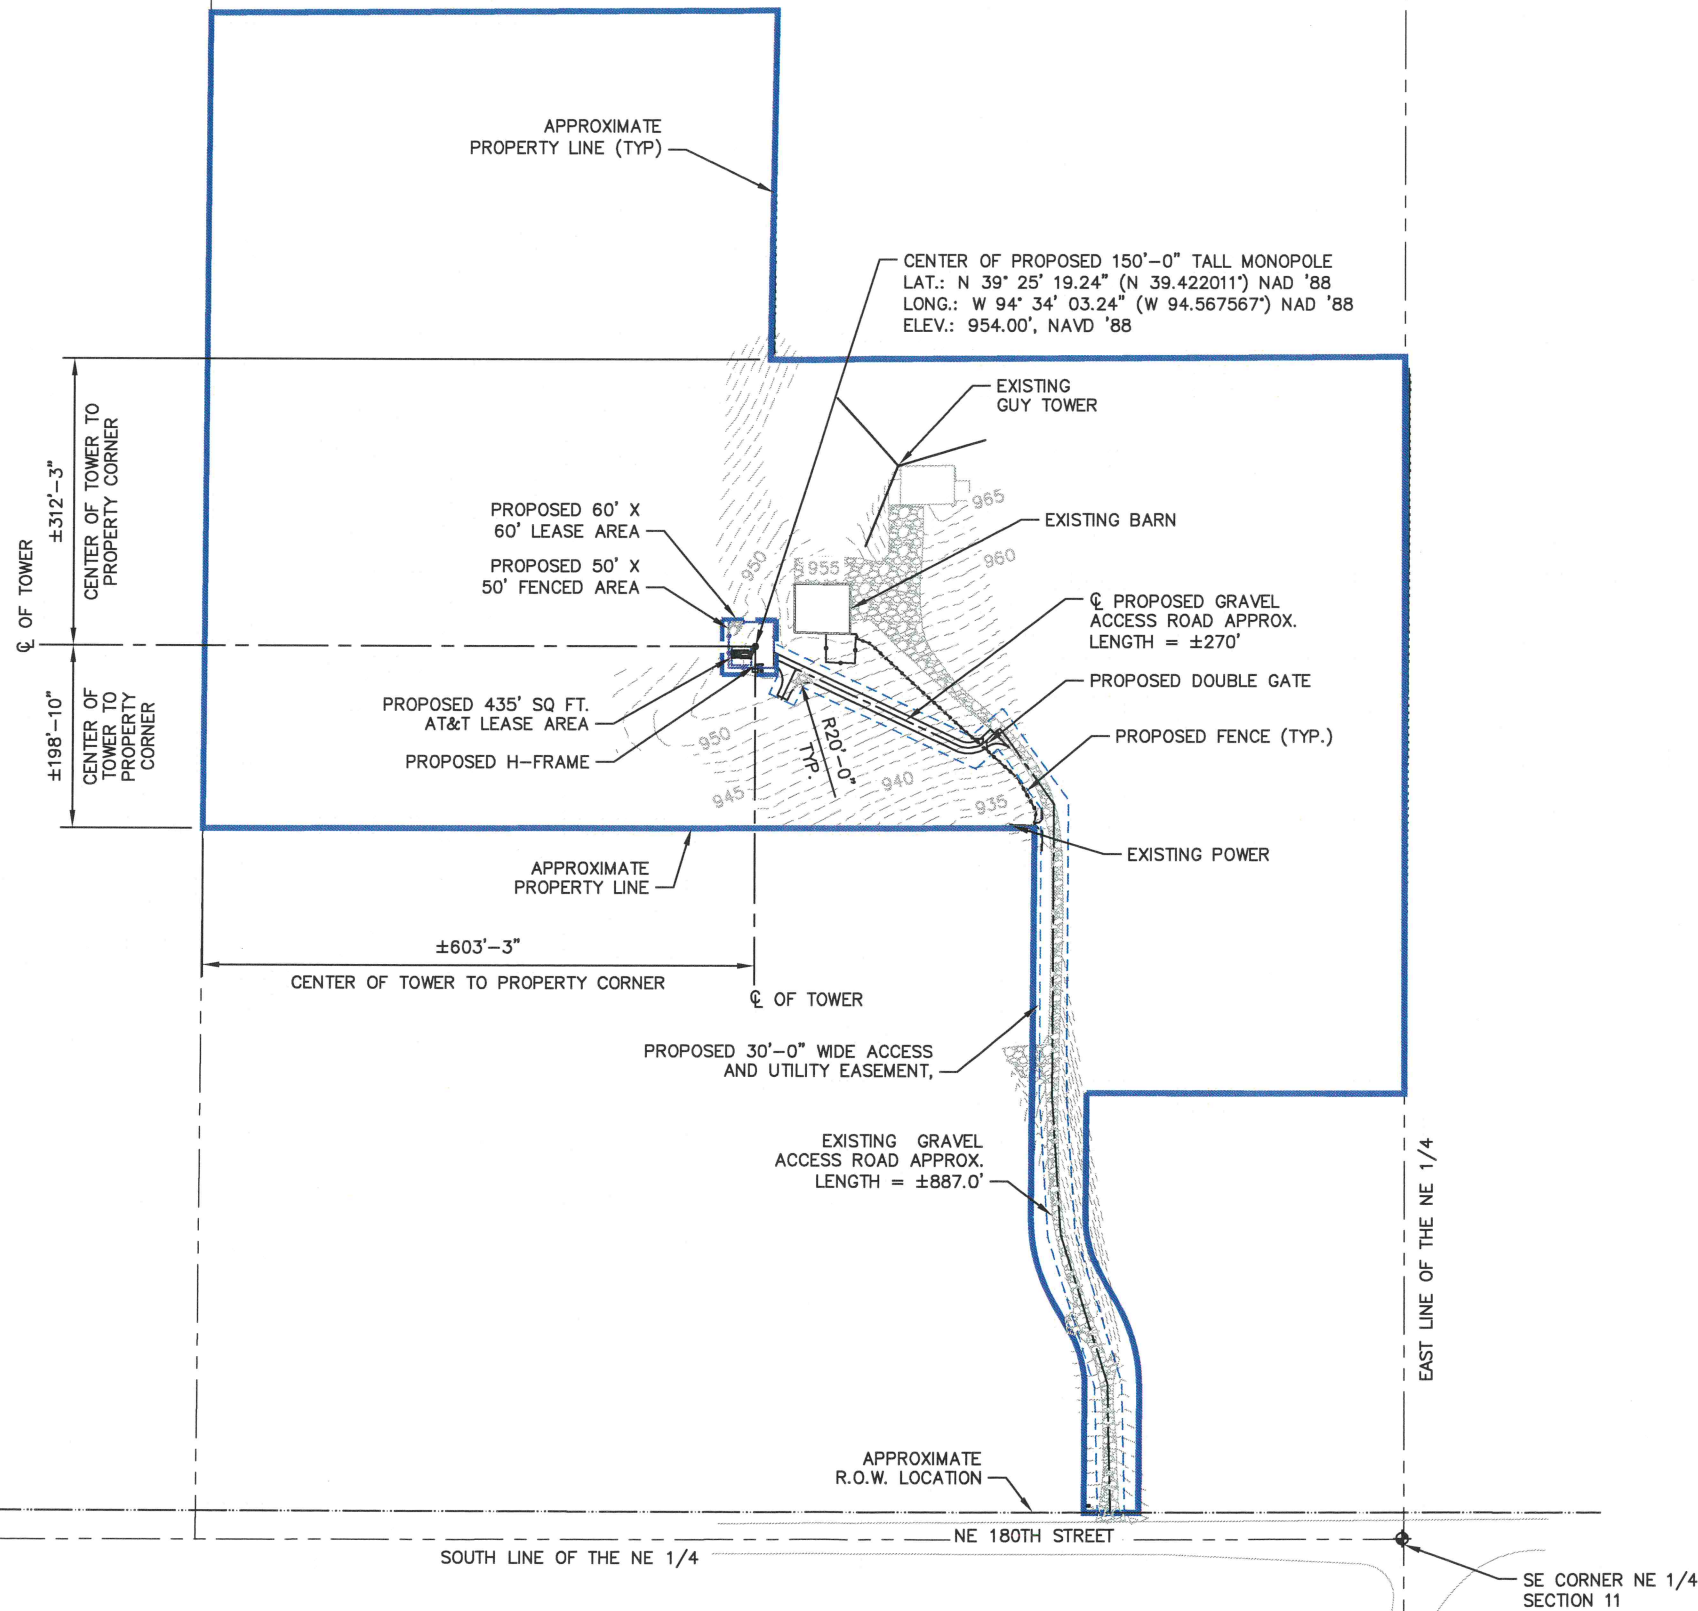 APPROXIMATE
PROPERTY LINE (TYP)
CENTER OF PROPOSED 150'-0" TALL MONOPOLE
LAT.: N 39° 25' 19.24" (N 39.422011°) NAD '88
LONG.: W 94° 34' 03.24" (W 94.567567°) NAD '88
ELEV.: 954.00', NAVD '88
EXISTING
GUY TOWER
±312'-3"
CENTER OF TOWER TO
PROPERTY CORNER
℄ OF TOWER
±198'-10"
CENTER OF
TOWER TO
PROPERTY
CORNER
PROPOSED 60' X
60' LEASE AREA
PROPOSED 50' X
50' FENCED AREA
965
EXISTING BARN
960
950
955
℄ PROPOSED GRAVEL
ACCESS ROAD APPROX.
LENGTH = ±270'
PROPOSED DOUBLE GATE
PROPOSED 435' SQ FT.
AT&T LEASE AREA
PROPOSED H-FRAME
PROPOSED FENCE (TYP.)
R20'-0"
TYP.
950
945
940
935
EXISTING POWER
APPROXIMATE
PROPERTY LINE
±603'-3"
CENTER OF TOWER TO PROPERTY CORNER
℄ OF TOWER
PROPOSED 30'-0" WIDE ACCESS
AND UTILITY EASEMENT,
EXISTING GRAVEL
ACCESS ROAD APPROX.
LENGTH = ±887.0'
EAST LINE OF THE NE 1/4
APPROXIMATE
R.O.W. LOCATION
NE 180TH STREET
SOUTH LINE OF THE NE 1/4
SE CORNER NE 1/4
SECTION 11